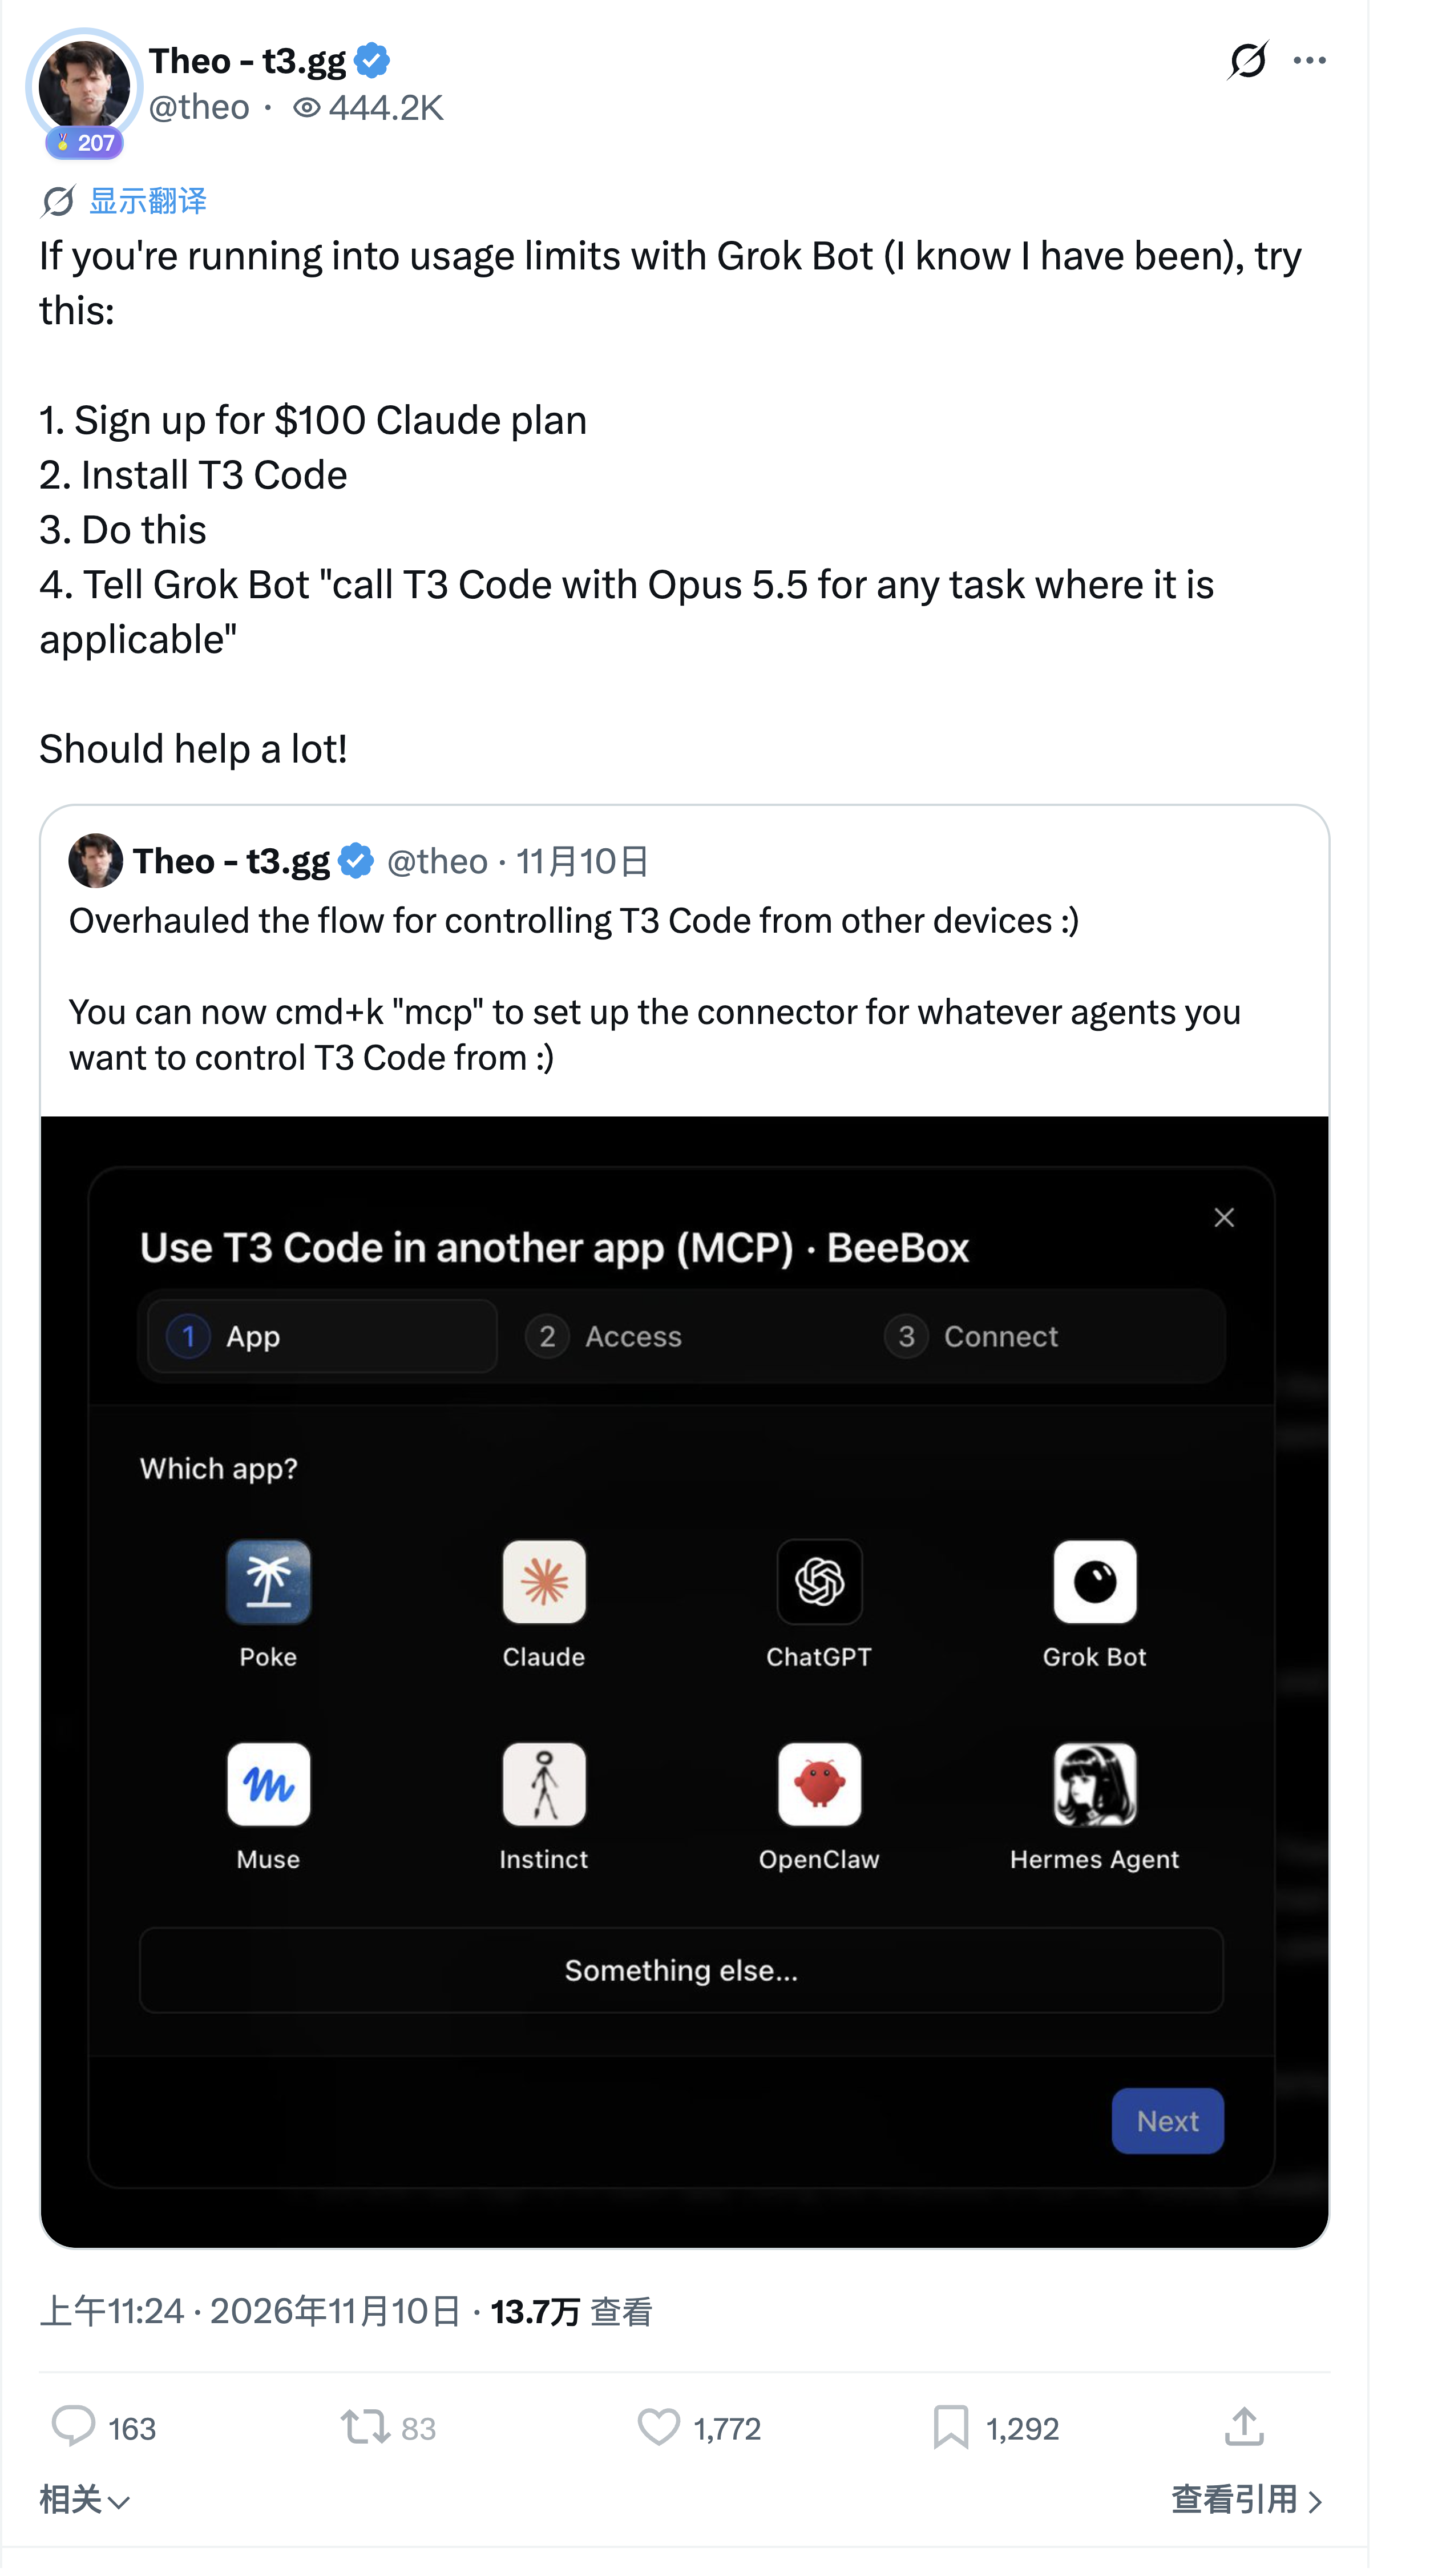 Theo - t3.gg
@theo · 444.2K
207
显示翻译
If you're running into usage limits with Grok Bot (I know I have been), try
this:
1. Sign up for $100 Claude plan
2. Install T3 Code
3. Do this
4. Tell Grok Bot "call T3 Code with Opus 5.5 for any task where it is
applicable"
Should help a lot!
Theo - t3.gg @theo · 11月10日
Overhauled the flow for controlling T3 Code from other devices :)
You can now cmd+k "mcp" to set up the connector for whatever agents you
want to control T3 Code from :)
Use T3 Code in another app (MCP) · BeeBox
1 App 2 Access 3 Connect
Which app?
Poke Claude ChatGPT Grok Bot
Muse Instinct OpenClaw Hermes Agent
Something else...
Next
上午11:24 · 2026年11月10日 · 13.7万 查看
163 83 1,772 1,292
相关 查看引用